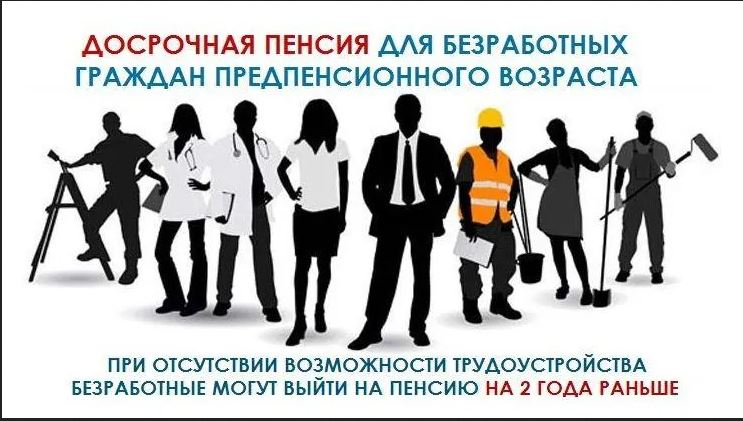 ДОСРОЧНАЯ ПЕНСИЯ ДЛЯ БЕЗРАБОТНЫХ
ГРАЖДАН ПРЕДПЕНСИОННОГО ВОЗРАСТА
ПРИ ОТСУТСТВИИ ВОЗМОЖНОСТИ ТРУДОУСТРОЙСТВА
БЕЗРАБОТНЫЕ МОГУТ ВЫЙТИ НА ПЕНСИЮ НА 2 ГОДА РАНЬШЕ